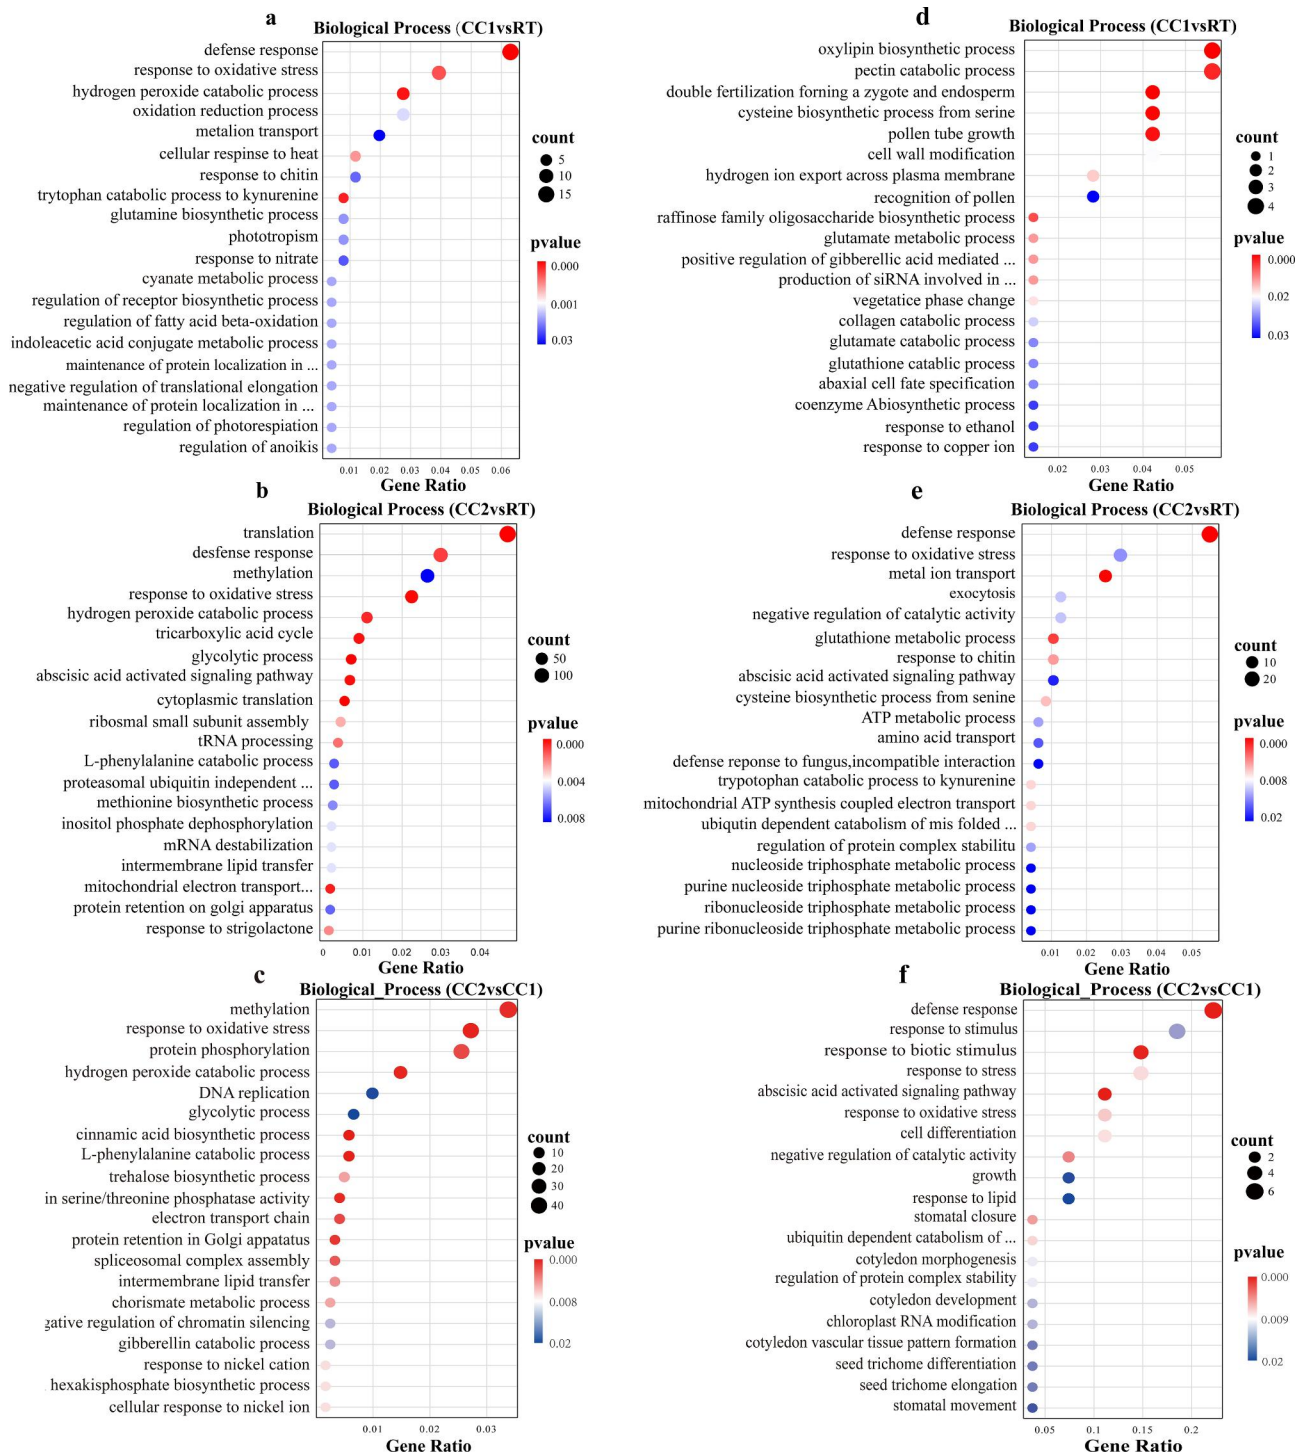 a
Biological Process (CC1vsRT)
defense response
response to oxidative stress
hydrogen peroxide catabolic process
oxidation reduction process
metalion transport
cellular respinse to heat
response to chitin
trytophan catabolic process to kynurenine
glutamine biosynthetic process
phototropism
response to nitrate
cyanate metabolic process
regulation of receptor biosynthetic process
regulation of fatty acid beta-oxidation
indoleacetic acid conjugate metabolic process
maintenance of protein localization in ...
negative regulation of translational elongation
maintenance of protein localization in ...
regulation of photorespiation
regulation of anoikis
0.01 0.02 0.03 0.04 0.05 0.06
Gene Ratio
count
5
10
15
pvalue
0.000
0.001
0.03
d
Biological Process (CC1vsRT)
oxylipin biosynthetic process
pectin catabolic process
double fertilization forning a zygote and endosperm
cysteine biosynthetic process from serine
pollen tube growth
cell wall modification
hydrogen ion export across plasma membrane
recognition of pollen
raffinose family oligosaccharide biosynthetic process
glutamate metabolic process
positive regulation of gibberellic acid mediated ...
production of siRNA involved in ...
vegetatice phase change
collagen catabolic process
glutamate catabolic process
glutathione catablic process
abaxial cell fate specification
coenzyme Abiosynthetic process
response to ethanol
response to copper ion
0.02 0.03 0.04 0.05
Gene Ratio
count
1
2
3
4
pvalue
0.000
0.02
0.03
b
Biological Process (CC2vsRT)
translation
desfense response
methylation
response to oxidative stress
hydrogen peroxide catabolic process
tricarboxylic acid cycle
glycolytic process
abscisic acid activated signaling pathway
cytoplasmic translation
ribosmal small subunit assembly
tRNA processing
L-phenylalanine catabolic process
proteasomal ubiquitin independent ...
methionine biosynthetic process
inositol phosphate dephosphorylation
mRNA destabilization
intermembrane lipid transfer
mitochondrial electron transport...
protein retention on golgi apparatus
response to strigolactone
0 0.01 0.02 0.03 0.04
Gene Ratio
count
50
100
pvalue
0.000
0.004
0.008
e
Biological Process (CC2vsRT)
defense response
response to oxidative stress
metal ion transport
exocytosis
negative regulation of catalytic activity
glutathione metabolic process
response to chitin
abscisic acid activated signaling pathway
cysteine biosynthetic process from senine
ATP metabolic process
amino acid transport
defense reponse to fungus,incompatible interaction
trypotophan catabolic process to kynurenine
mitochondrial ATP synthesis coupled electron transport
ubiqutin dependent catabolism of mis folded ...
regulation of protein complex stabilitu
nucleoside triphosphate metabolic process
purine nucleoside triphosphate metabolic process
ribonucleoside triphosphate metabolic process
purine ribonucleoside triphosphate metabolic process
0.01 0.02 0.03 0.04 0.05
Gene Ratio
count
10
20
pvalue
0.000
0.008
0.02
c
Biological_Process (CC2vsCC1)
methylation
response to oxidative stress
protein phosphorylation
hydrogen peroxide catabolic process
DNA replication
glycolytic process
cinnamic acid biosynthetic process
L-phenylalanine catabolic process
trehalose biosynthetic process
in serine/threonine phosphatase activity
electron transport chain
protein retention in Golgi appatatus
spliceosomal complex assembly
intermembrane lipid transfer
chorismate metabolic process
gative regulation of chromatin silencing
gibberellin catabolic process
response to nickel cation
hexakisphosphate biosynthetic process
cellular response to nickel ion
0.01 0.02 0.03
Gene Ratio
count
10
20
30
40
pvalue
0.000
0.008
0.02
f
Biological_Process (CC2vsCC1)
defense response
response to stimulus
response to biotic stimulus
response to stress
abscisic acid activated signaling pathway
response to oxidative stress
cell differentiation
negative regulation of catalytic activity
growth
response to lipid
stomatal closure
ubiquitin dependent catabolism of ...
cotyledon morphogenesis
regulation of protein complex stability
cotyledon development
chloroplast RNA modification
cotyledon vascular tissue pattern formation
seed trichome differentiation
seed trichome elongation
stomatal movement
0.05 0.1 0.15 0.2
Gene Ratio
count
2
4
6
pvalue
0.000
0.009
0.02